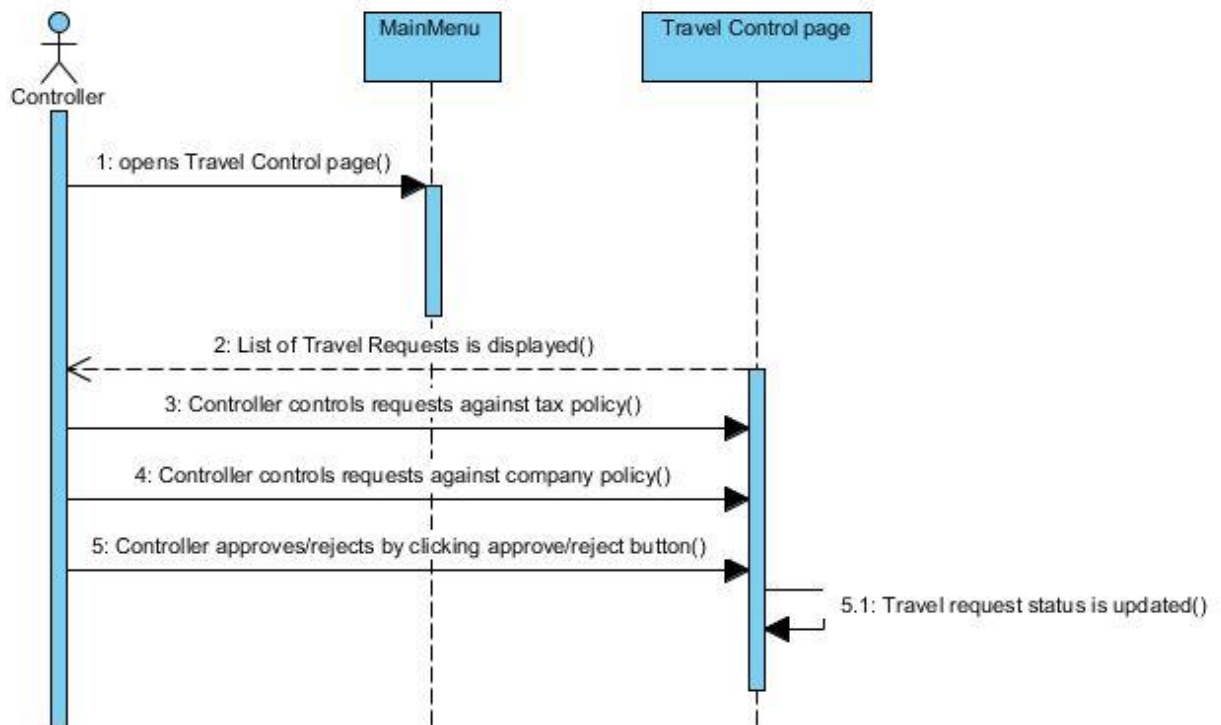 MainMenu
Travel Control page
Controller
1: opens Travel Control page()
2: List of Travel Requests is displayed()
3: Controller controls requests against tax policy()
4: Controller controls requests against company policy()
5: Controller approves/rejects by clicking approve/reject button()
5.1: Travel request status is updated()